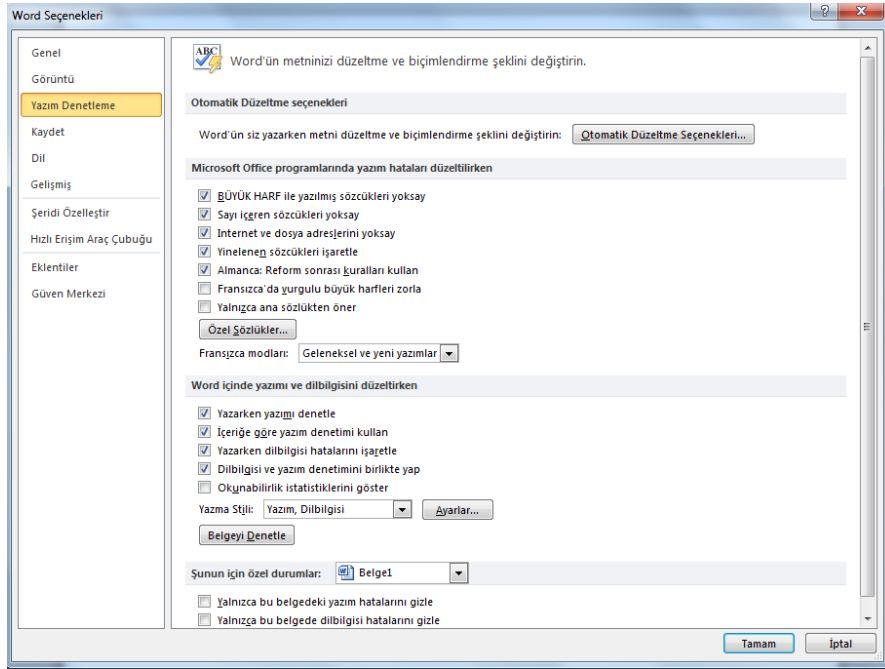 Word Seçenekleri
Genel
Görüntü
Yazım Denetleme
Kaydet
Dil
Gelişmiş
Şeridi Özelleştir
Hızlı Erişim Araç Çubuğu
Eklentiler
Güven Merkezi
ABC
Word'ün metninizi düzeltme ve biçimlendirme şeklini değiştirin.
Otomatik Düzeltme seçenekleri
Word'ün siz yazarken metni düzeltme ve biçimlendirme şeklini değiştirin: Otomatik Düzeltme Seçenekleri...
Microsoft Office programlarında yazım hataları düzeltilirken
BÜYÜK HARF ile yazılmış sözcükleri yoksay
Sayı içeren sözcükleri yoksay
Internet ve dosya adreslerini yoksay
Yinelenen sözcükleri işaretle
Almanca: Reform sonrası kuralları kullan
Fransızca'da vurgulu büyük harfleri zorla
Yalnızca ana sözlükten öner
Özel Sözlükler...
Fransızca modları: Geleneksel ve yeni yazımlar
Word içinde yazımı ve dilbilgisini düzeltirken
Yazarken yazımı denetle
İçeriğe göre yazım denetimi kullan
Yazarken dilbilgisi hatalarını işaretle
Dilbilgisi ve yazım denetimini birlikte yap
Okunabilirlik istatistiklerini göster
Yazma Stili: Yazım, Dilbilgisi Ayarlar...
Belgeyi Denetle
Şunun için özel durumlar: Belge1
Yalnızca bu belgedeki yazım hatalarını gizle
Yalnızca bu belgede dilbilgisi hatalarını gizle
Tamam İptal